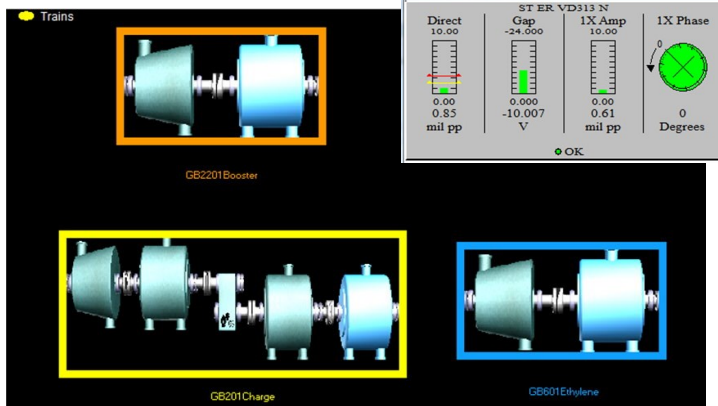 Trains
GB2201Booster
GB201Charge
GB601Ethylene
ST ER VD313 N
Direct Gap 1X Amp 1X Phase
10.00 -24.000 10.00
0
0.00 0.000 0.00
0.85 -10.007 0.61 0
mil pp V mil pp Degrees
OK